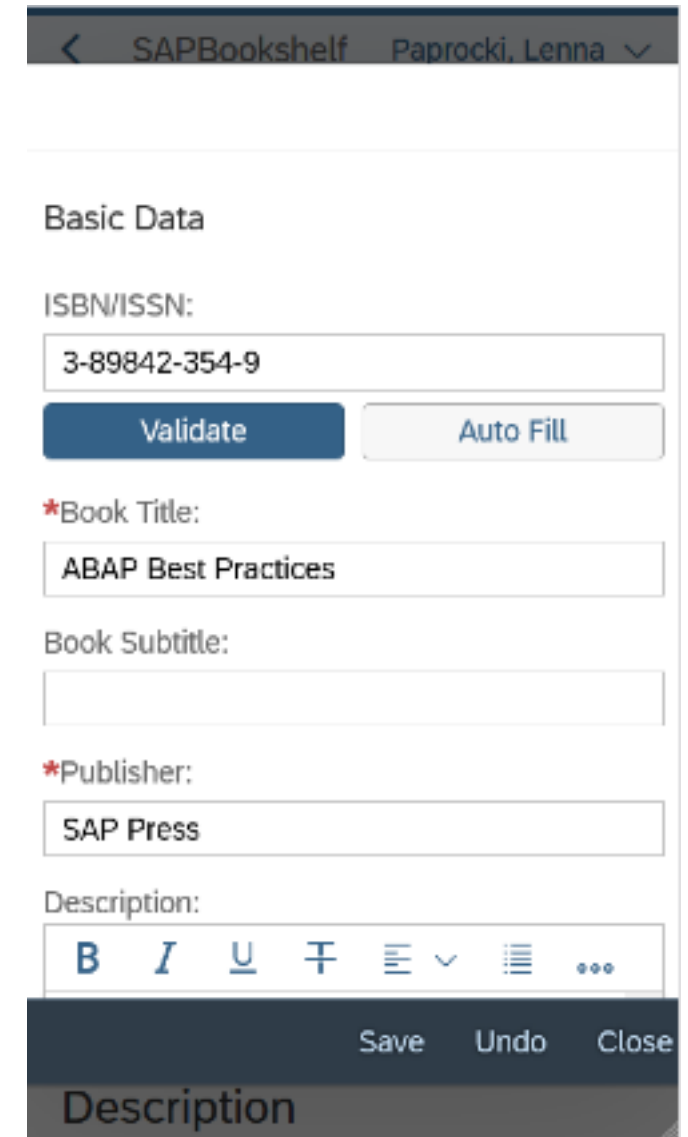 SAPBookshelf Paprocki, Lenna
Basic Data
ISBN/ISSN:
3-89842-354-9
Validate Auto Fill
*Book Title:
ABAP Best Practices
Book Subtitle:
*Publisher:
SAP Press
Description:
B I U T
Save Undo Close
Description